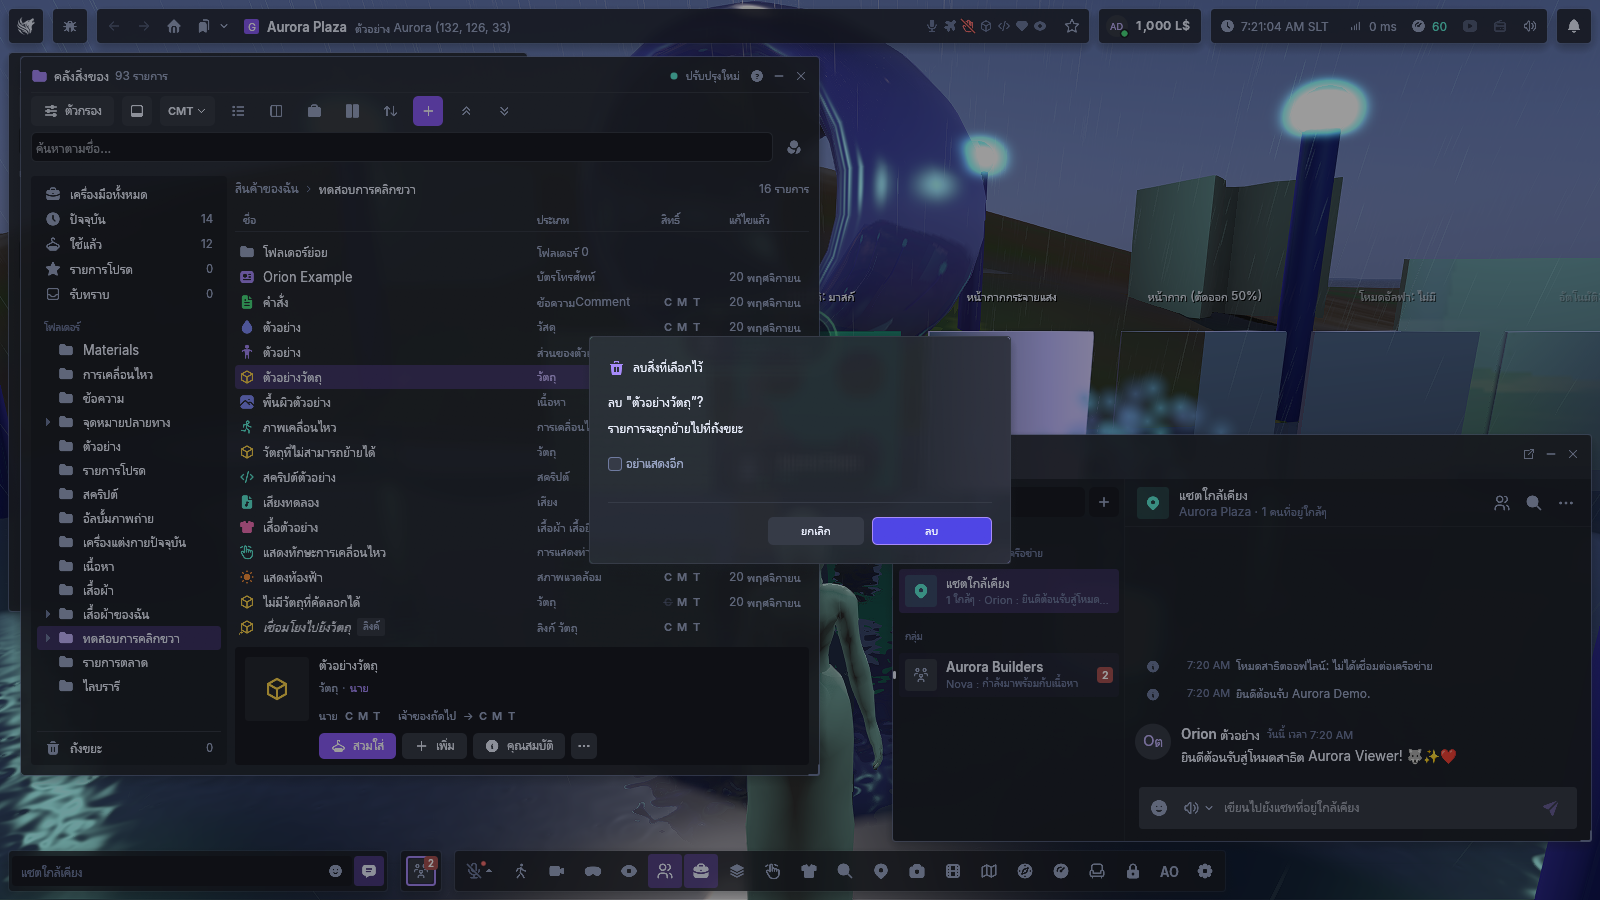 Aurora Plaza ตัวอย่าง Aurora (132, 126, 33)
AD 1,000 L$
7:21:04 AM SLT 0 ms 60
คลังสิ่งของ 93 รายการ
ปรับปรุงใหม่
ตัวกรอง
CMT
ค้นหาตามชื่อ...
เครื่องมือทั้งหมด
ปัจจุบัน 14
ใช้แล้ว 12
รายการโปรด 0
รับทราบ 0
โฟลเดอร์
Materials
การเคลื่อนไหว
ข้อความ
จุดหมายปลายทาง
ตัวอย่าง
รายการโปรด
สคริปต์
อัลบั้มภาพถ่าย
เครื่องแต่งกายปัจจุบัน
เนื้อหา
เสื้อผ้า
เสื้อผ้าของฉัน
ทดสอบการคลิกขวา
รายการตลาด
ไลบรารี
ถังขยะ 0
สินค้าของฉัน > ทดสอบการคลิกขวา 16 รายการ
ชื่อ ประเภท สิทธิ์ แก้ไขแล้ว
โฟลเดอร์ย่อย โฟลเดอร์ 0
Orion Example บัตรโทรศัพท์ 20 พฤศจิกายน
คำสั่ง ข้อความComment C M T 20 พฤศจิกายน
ตัวอย่าง วัสดุ C M T 20 พฤศจิกายน
ตัวอย่าง
ตัวอย่างวัตถุ วัตถุ
พื้นผิวตัวอย่าง เนื้อหา
ภาพเคลื่อนไหว
วัตถุที่ไม่สามารถย้ายได้ วัตถุ
สคริปต์ตัวอย่าง สคริปต์
เสียงทดลอง เสียง
เสื้อตัวอย่าง เสื้อผ้า
แสดงทักษะการเคลื่อนไหว
แสดงท้องฟ้า สภาพแวดล้อม C M T 20 พฤศจิกายน
ไม่มีวัตถุที่คัดลอกได้ วัตถุ M T 20 พฤศจิกายน
เชื่อมโยงไปยังวัตถุ ลิงค์ ลิงก์ วัตถุ C M T
ตัวอย่างวัตถุ
วัตถุ · นาย
นาย C M T เจ้าของถัดไป → C M T
สวมใส่ เพิ่ม คุณสมบัติ
ลบสิ่งที่เลือกไว้
ลบ "ตัวอย่างวัตถุ"?
รายการจะถูกย้ายไปที่ถังขยะ
อย่าแสดงอีก
ยกเลิก ลบ
หน้ากากกระจายแสง
หน้ากาก (ตัดออก 50%)
โหมดอัลฟา: ไม่มี
แชตใกล้เคียง
Aurora Plaza · 1 คนที่อยู่ใกล้ๆ
แชตใกล้เคียง
1 ใกล้ๆ · Orion : ยินดีต้อนรับสู่โหมด...
กลุ่ม
Aurora Builders
Nova : กำลังมาพร้อมกับเนื้อหา
2
7:20 AM โหมดสาธิตออฟไลน์: ไม่ได้เชื่อมต่อเครือข่าย
7:20 AM ยินดีต้อนรับ Aurora Demo.
Oต
Orion ตัวอย่าง วันนี้ เวลา 7:20 AM
ยินดีต้อนรับสู่โหมดสาธิต Aurora Viewer! 🐺✨❤️
เขียนไปยังแชทที่อยู่ใกล้เคียง
แชตใกล้เคียง
2
AO